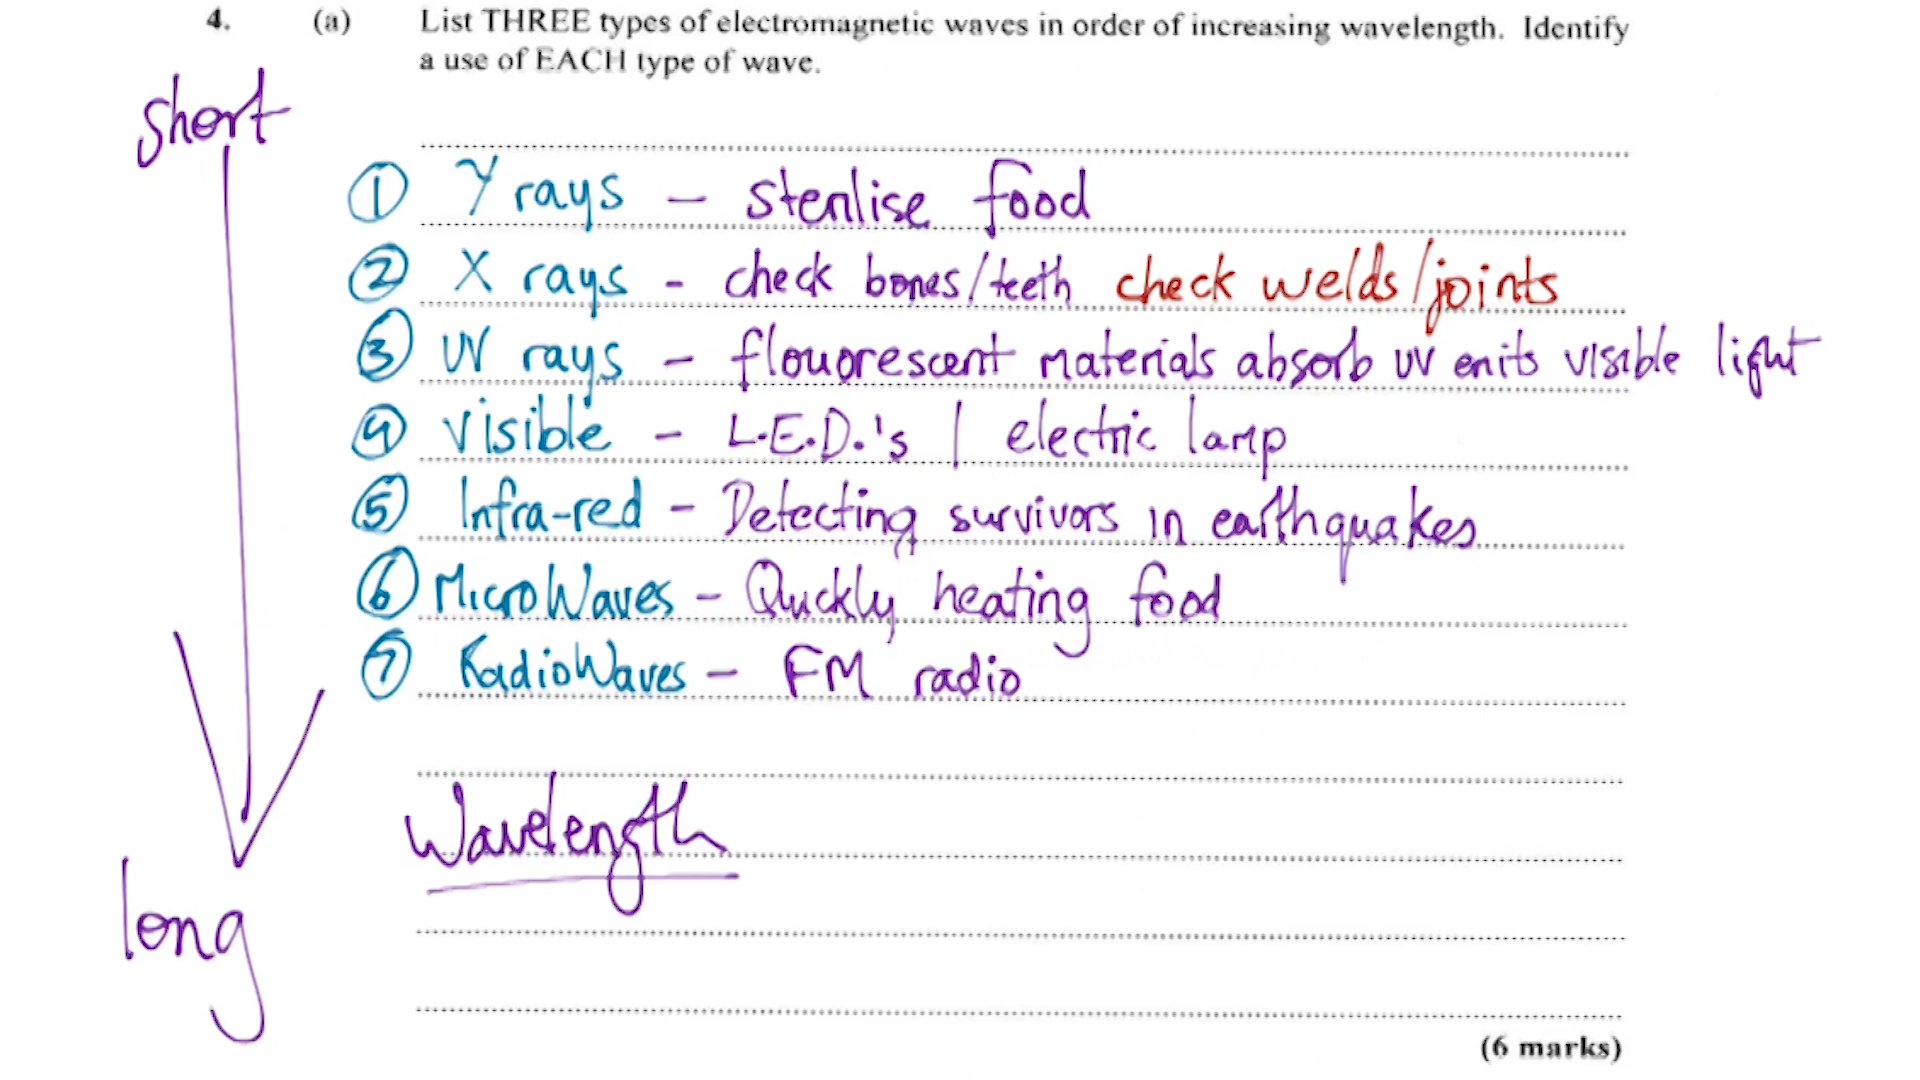 4. (a) List THREE types of electromagnetic waves in order of increasing wavelength. Identify
a use of EACH type of wave.
short
① γ rays – sterilise food
② X rays - check bones/teeth check welds/joints
③ UV rays – flouorescent materials absorb UV emits visible light
④ Visible – L.E.D.'s | electric lamp
⑤ Infra-red – Detecting survivors in earthquakes
⑥ MicroWaves – Quickly heating food
⑦ RadioWaves – FM radio
Wavelength
long
(6 marks)